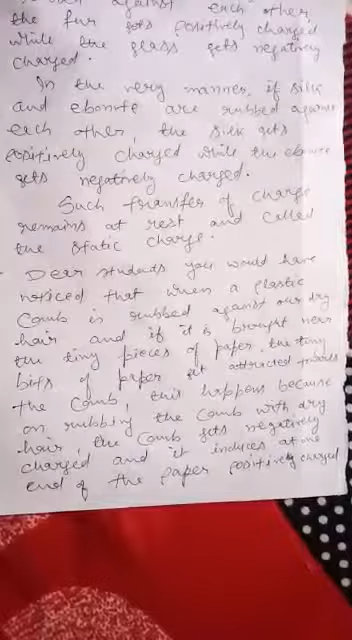 against each other
the fur gets positively charged
while the glass gets negatively
charged.
In the very manner, if silk
and ebonite are rubbed against
each other, the silk gets
positively charged while the ebonite
gets negatively charged.
Such transfer of charge
remains at rest and called
the static charge.
Dear students you would have
noticed that when a plastic
comb is rubbed against our dry
hair and if it is brought near
the tiny pieces of paper, the tiny
bits of paper get attracted towards
the comb, this happens because
on rubbing the comb with dry
hair, the comb gets negatively
charged and it induces at one
end of the paper positively charged